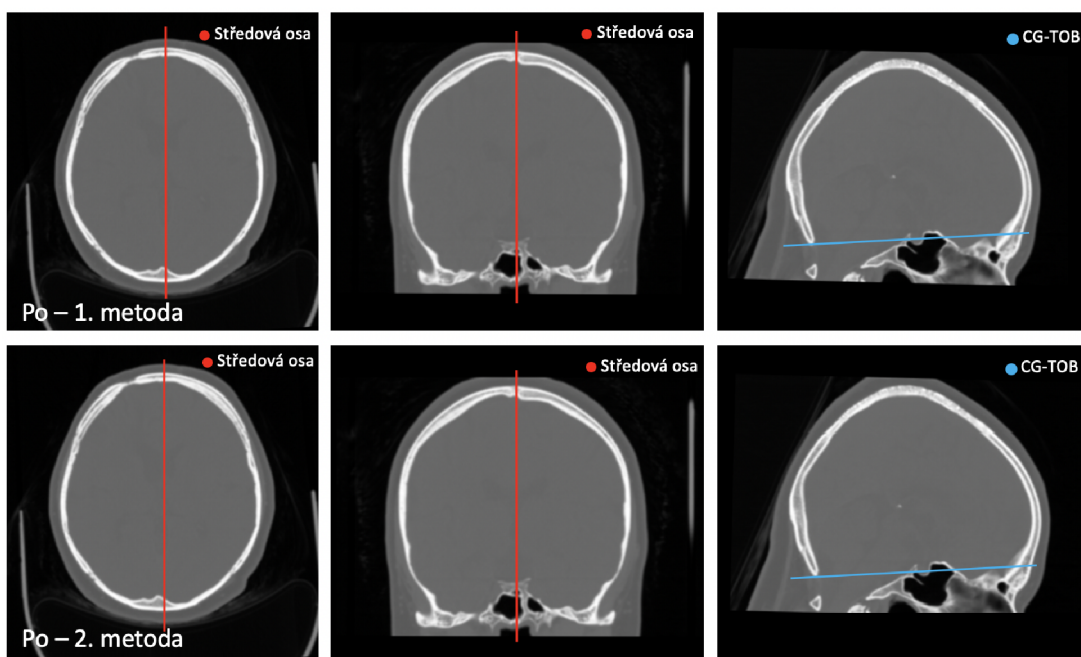 Středová osa
Středová osa
CG-TOB
Po – 1. metoda
Středová osa
Středová osa
CG-TOB
Po – 2. metoda